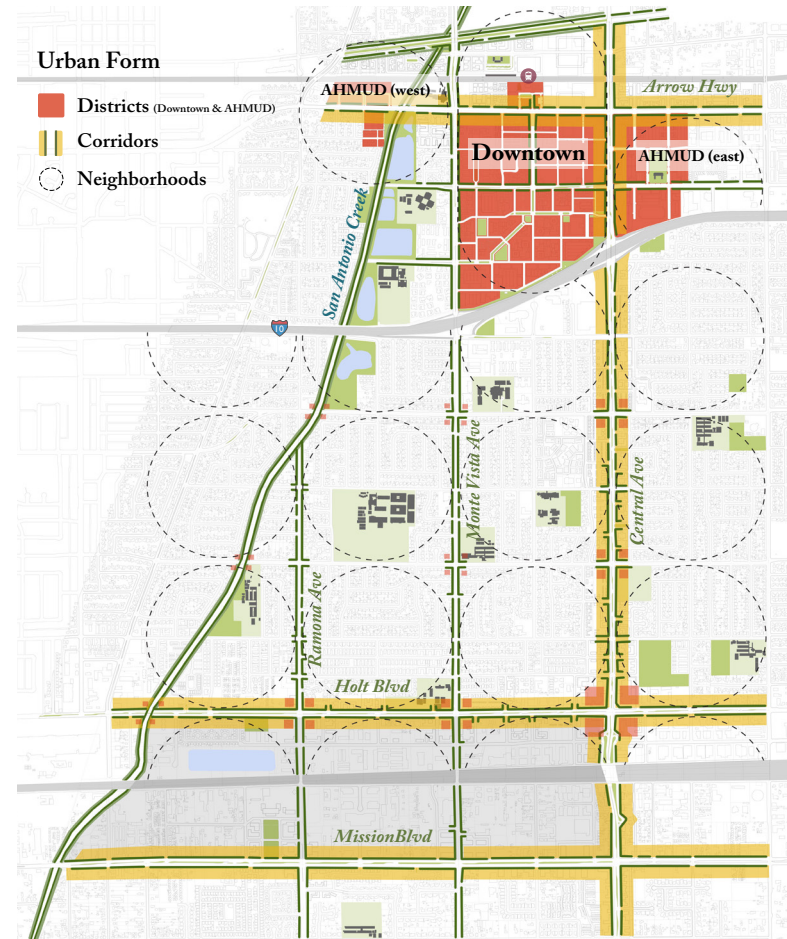 Urban Form
Districts (Downtown & AHMUD)
Corridors
Neighborhoods
AHMUD (west)
Arrow Hwy
Downtown
AHMUD (east)
San Antonio Creek
10
Monte Vista Ave
Central Ave
Ramona Ave
Holt Blvd
MissionBlvd